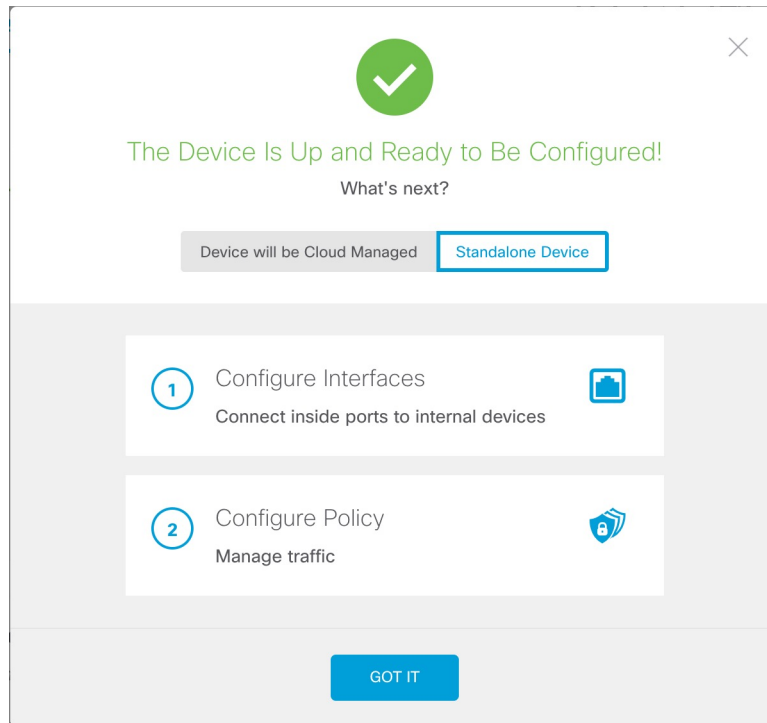 The Device Is Up and Ready to Be Configured!
What's next?
Device will be Cloud Managed
Standalone Device
1
Configure Interfaces
Connect inside ports to internal devices
2
Configure Policy
Manage traffic
GOT IT